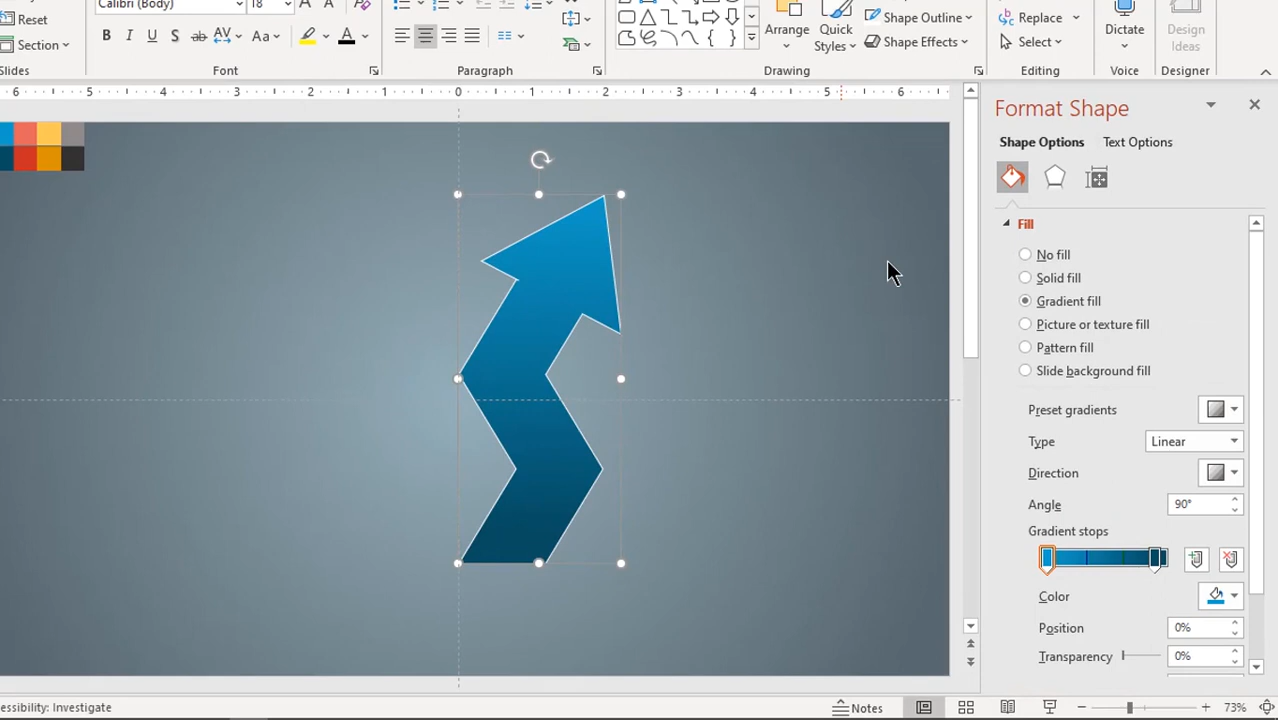 Calibri (Body) 18
Reset
Section
B I U S ab AV Aa A
Arrange
Quick
Styles
Shape Outline
Shape Effects
Replace
Select
Dictate
Design
Ideas
Slides
Font
Paragraph
Drawing
Editing
Voice
Designer
6 5 4 3 2 1 0 1 2 3 4 5 6
Format Shape
Shape Options Text Options
Fill
No fill
Solid fill
Gradient fill
Picture or texture fill
Pattern fill
Slide background fill
Preset gradients
Type Linear
Direction
Angle 90°
Gradient stops
Color
Position 0%
Transparency 0%
cessibility: Investigate
Notes
73%